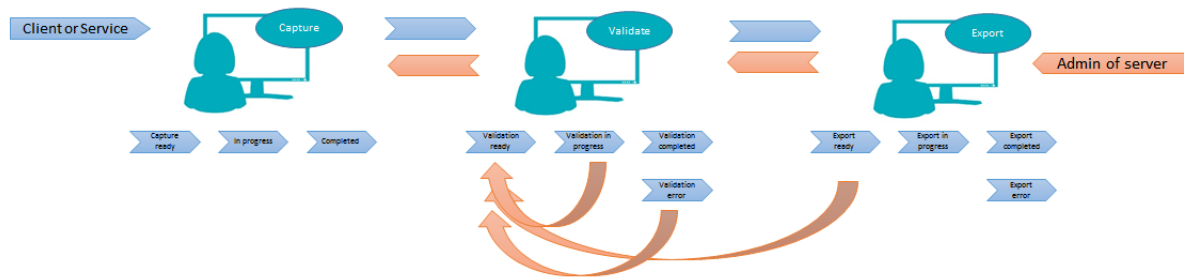 Client or Service
Capture
Validate
Export
Admin of server
Capture
ready
In progress
Completed
Validation
ready
Validation in
progress
Validation
completed
Export
ready
Export in
progress
Export
completed
Validation
error
Export
error